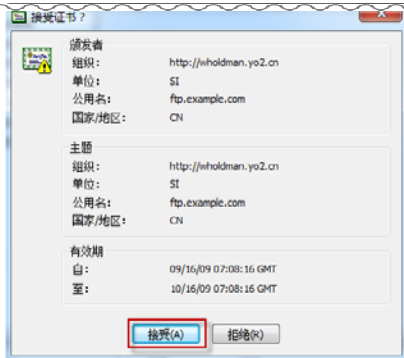 接受证书?
颁发者
组织: http://wholdman.yo2.cn
单位: SI
公用名: ftp.example.com
国家/地区: CN
主题
组织: http://wholdman.yo2.cn
单位: SI
公用名: ftp.example.com
国家/地区: CN
有效期
自: 09/16/09 07:08:16 GMT
至: 10/16/09 07:08:16 GMT
接受(A) 拒绝(R)